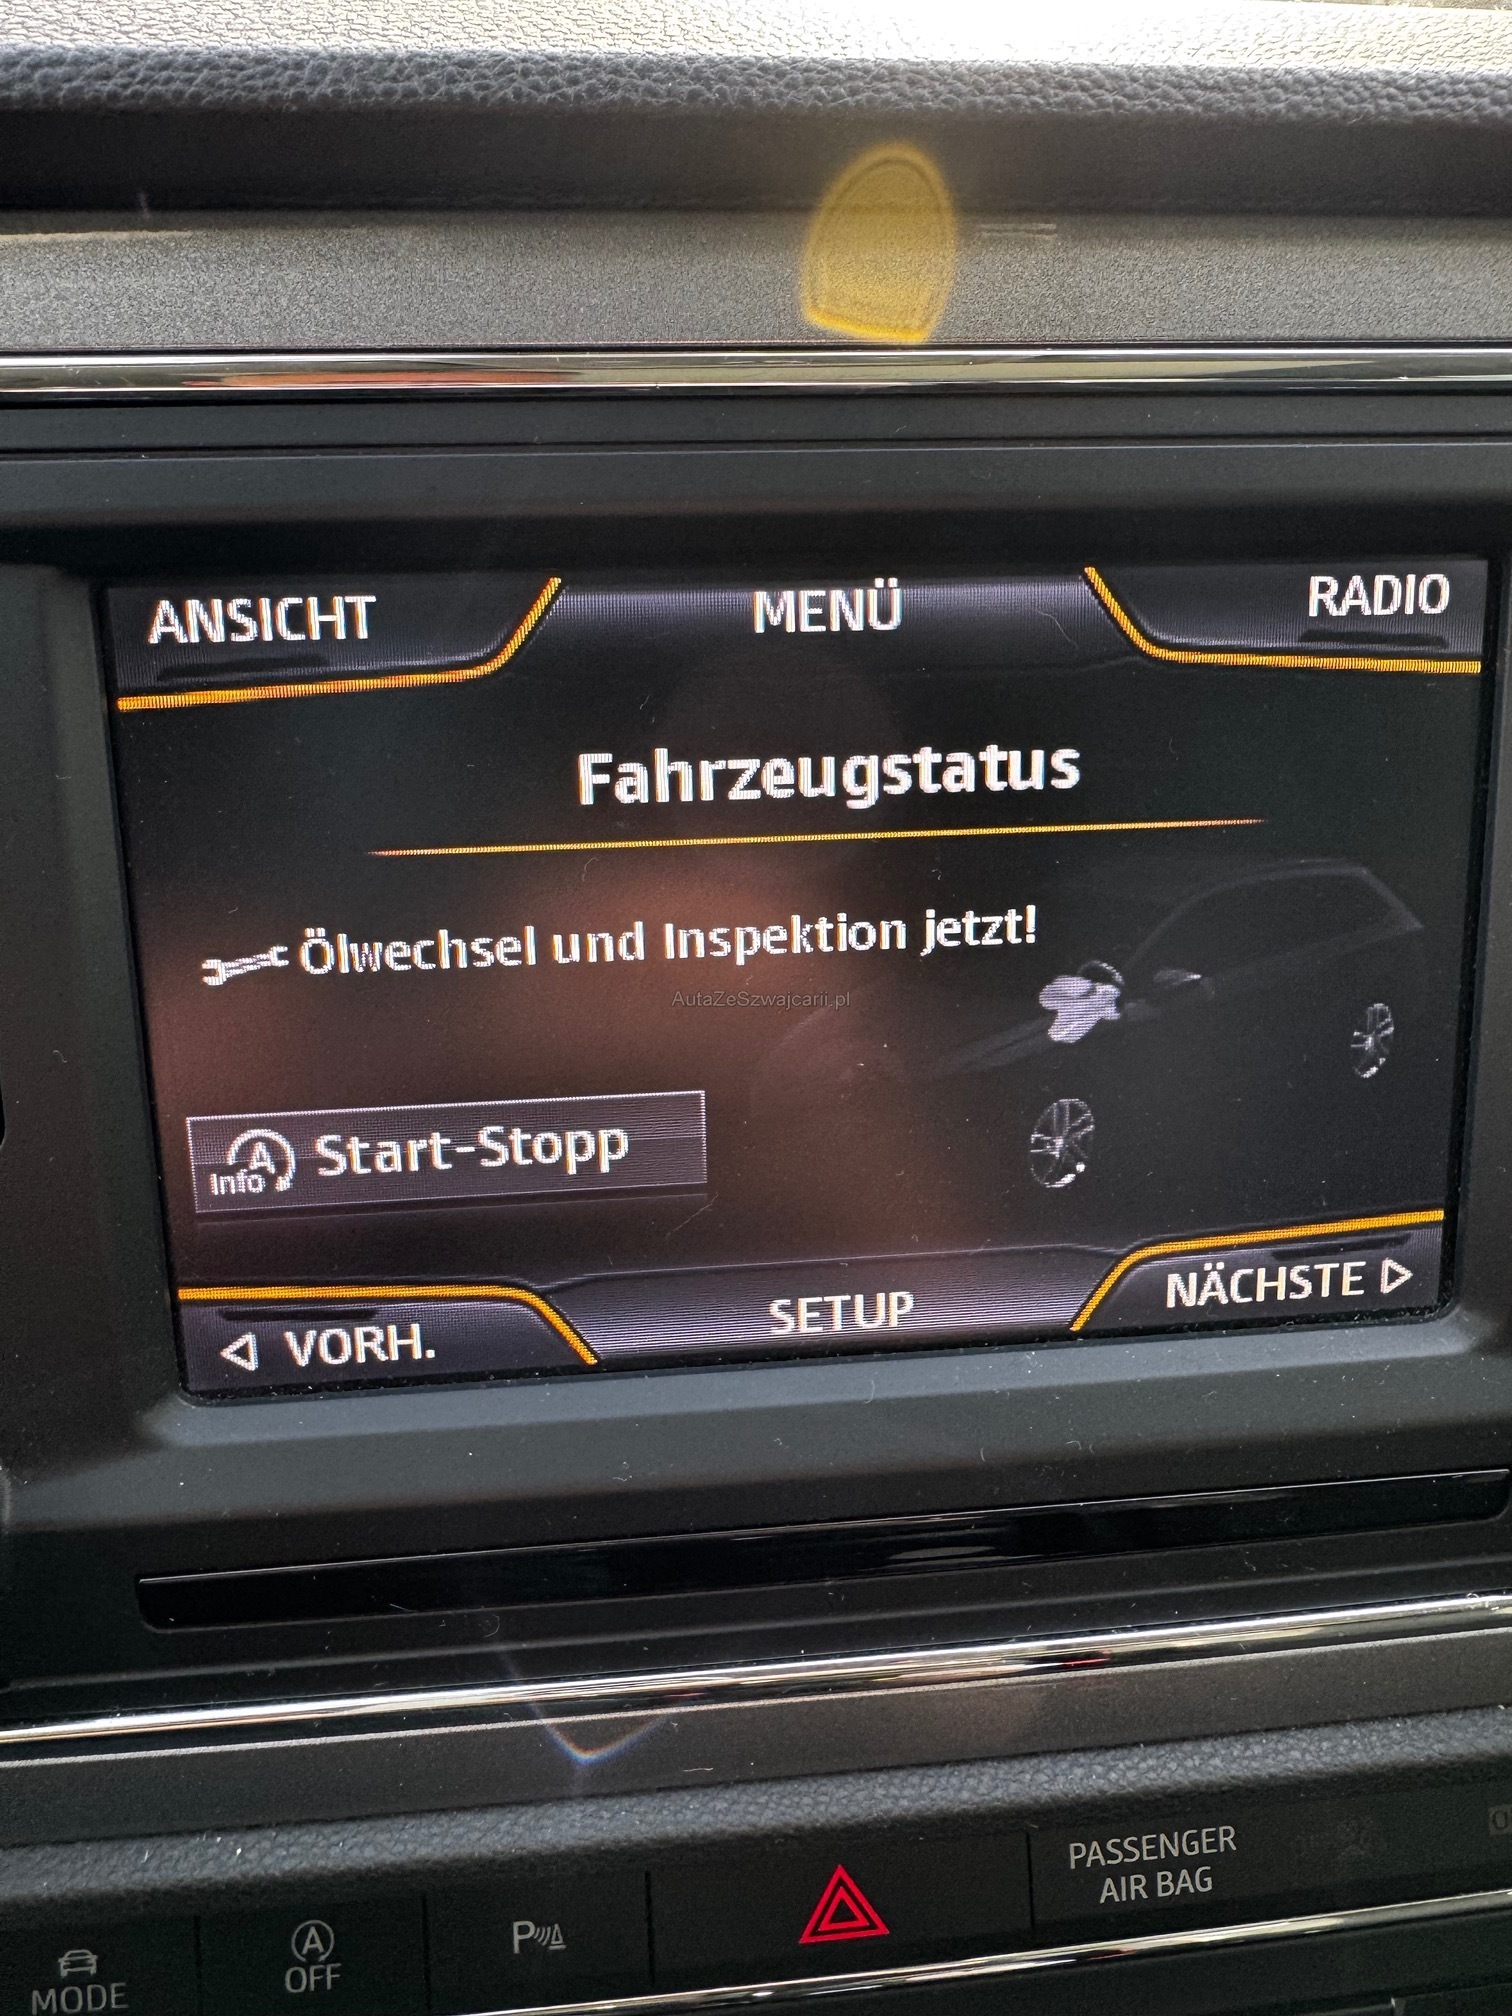 ANSICHT
MENÜ
RADIO
Fahrzeugstatus
Ölwechsel und Inspektion jetzt!
AutaZeSzwajcarii.pl
A
Info
Start-Stopp
VORH.
SETUP
NÄCHSTE
PASSENGER
AIR BAG
MODE
A
OFF
P